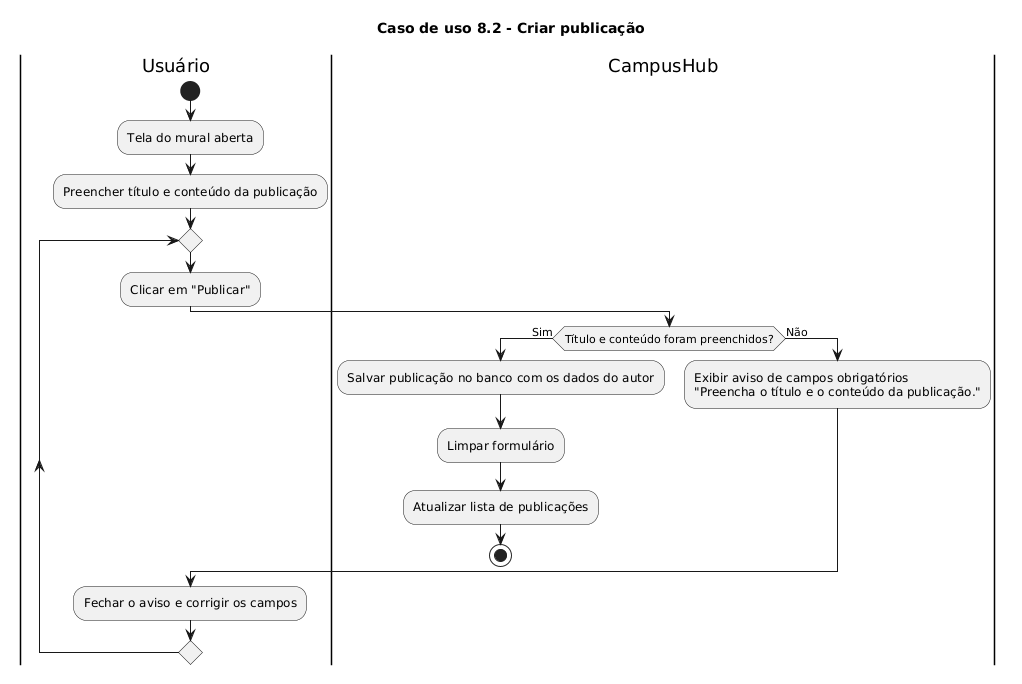 Caso de uso 8.2 - Criar publicação
Usuário
CampusHub
Tela do mural aberta
Preencher título e conteúdo da publicação
Clicar em "Publicar"
Título e conteúdo foram preenchidos?
Sim
Não
Salvar publicação no banco com os dados do autor
Exibir aviso de campos obrigatórios
"Preencha o título e o conteúdo da publicação."
Limpar formulário
Atualizar lista de publicações
Fechar o aviso e corrigir os campos